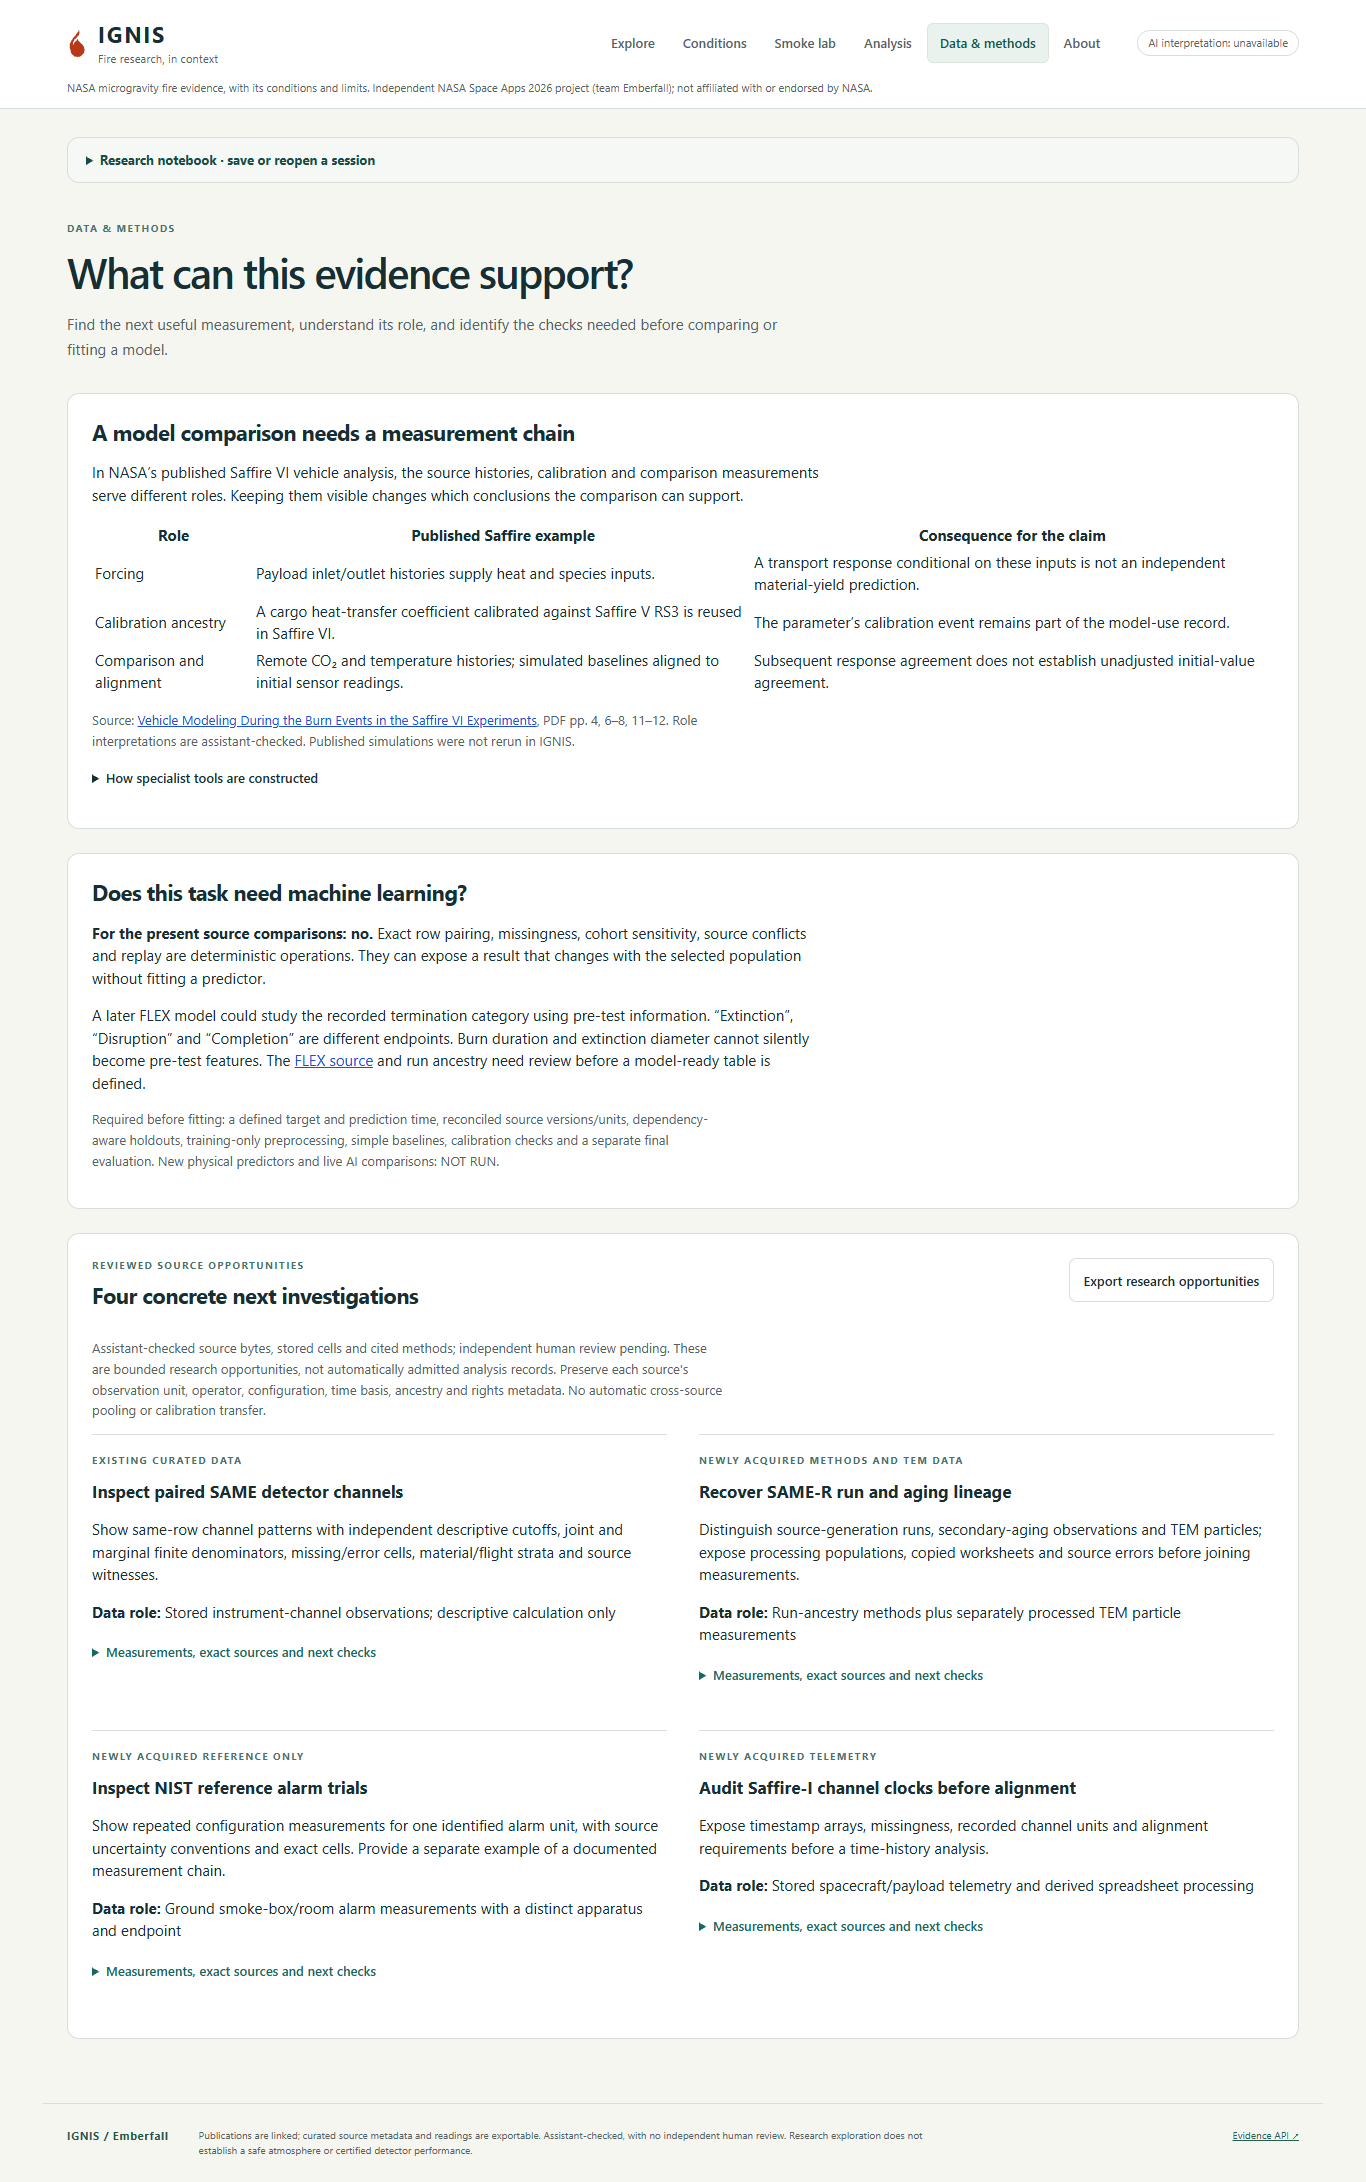 IGNIS
Fire research, in context
Explore
Conditions
Smoke lab
Analysis
Data & methods
About
AI interpretation: unavailable
NASA microgravity fire evidence, with its conditions and limits. Independent NASA Space Apps 2026 project (team Emberfall); not affiliated with or endorsed by NASA.
Research notebook · save or reopen a session
DATA & METHODS
What can this evidence support?
Find the next useful measurement, understand its role, and identify the checks needed before comparing or
fitting a model.
A model comparison needs a measurement chain
In NASA’s published Saffire VI vehicle analysis, the source histories, calibration and comparison measurements
serve different roles. Keeping them visible changes which conclusions the comparison can support.
Role
Published Saffire example
Consequence for the claim
Forcing
Payload inlet/outlet histories supply heat and species inputs.
A transport response conditional on these inputs is not an independent
material-yield prediction.
Calibration ancestry
A cargo heat-transfer coefficient calibrated against Saffire V RS3 is reused
in Saffire VI.
The parameter’s calibration event remains part of the model-use record.
Comparison and
alignment
Remote CO₂ and temperature histories; simulated baselines aligned to
initial sensor readings.
Subsequent response agreement does not establish unadjusted initial-value
agreement.
Source: Vehicle Modeling During the Burn Events in the Saffire VI Experiments, PDF pp. 4, 6–8, 11–12. Role
interpretations are assistant-checked. Published simulations were not rerun in IGNIS.
How specialist tools are constructed
Does this task need machine learning?
For the present source comparisons: no. Exact row pairing, missingness, cohort sensitivity, source conflicts
and replay are deterministic operations. They can expose a result that changes with the selected population
without fitting a predictor.
A later FLEX model could study the recorded termination category using pre-test information. “Extinction”,
“Disruption” and “Completion” are different endpoints. Burn duration and extinction diameter cannot silently
become pre-test features. The FLEX source and run ancestry need review before a model-ready table is
defined.
Required before fitting: a defined target and prediction time, reconciled source versions/units, dependency-
aware holdouts, training-only preprocessing, simple baselines, calibration checks and a separate final
evaluation. New physical predictors and live AI comparisons: NOT RUN.
REVIEWED SOURCE OPPORTUNITIES
Four concrete next investigations
Export research opportunities
Assistant-checked source bytes, stored cells and cited methods; independent human review pending. These
are bounded research opportunities, not automatically admitted analysis records. Preserve each source's
observation unit, operator, configuration, time basis, ancestry and rights metadata. No automatic cross-source
pooling or calibration transfer.
EXISTING CURATED DATA
Inspect paired SAME detector channels
Show same-row channel patterns with independent descriptive cutoffs, joint and
marginal finite denominators, missing/error cells, material/flight strata and source
witnesses.
Data role: Stored instrument-channel observations; descriptive calculation only
Measurements, exact sources and next checks
NEWLY ACQUIRED METHODS AND TEM DATA
Recover SAME-R run and aging lineage
Distinguish source-generation runs, secondary-aging observations and TEM particles;
expose processing populations, copied worksheets and source errors before joining
measurements.
Data role: Run-ancestry methods plus separately processed TEM particle
measurements
Measurements, exact sources and next checks
NEWLY ACQUIRED REFERENCE ONLY
Inspect NIST reference alarm trials
Show repeated configuration measurements for one identified alarm unit, with source
uncertainty conventions and exact cells. Provide a separate example of a documented
measurement chain.
Data role: Ground smoke-box/room alarm measurements with a distinct apparatus
and endpoint
Measurements, exact sources and next checks
NEWLY ACQUIRED TELEMETRY
Audit Saffire-I channel clocks before alignment
Expose timestamp arrays, missingness, recorded channel units and alignment
requirements before a time-history analysis.
Data role: Stored spacecraft/payload telemetry and derived spreadsheet processing
Measurements, exact sources and next checks
IGNIS / Emberfall
Publications are linked; curated source metadata and readings are exportable. Assistant-checked, with no independent human review. Research exploration does not
establish a safe atmosphere or certified detector performance.
Evidence API ↗